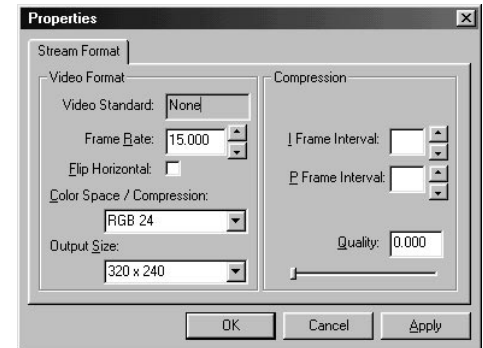 Properties
Stream Format
Video Format
Video Standard: None
Frame Rate: 15.000
Flip Horizontal:
Color Space / Compression:
RGB 24
Output Size:
320 x 240
Compression
I Frame Interval:
P Frame Interval:
Quality: 0.000
OK Cancel Apply